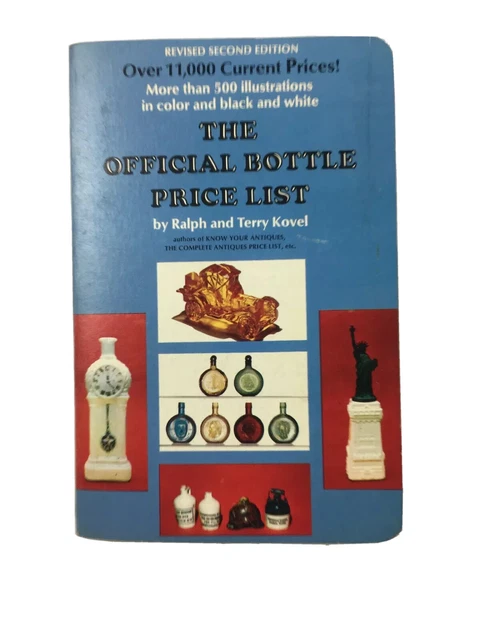 REVISED SECOND EDITION
Over 11,000 Current Prices!
More than 500 illustrations
in color and black and white
THE
OFFICIAL BOTTLE
PRICE LIST
by Ralph and Terry Kovel
authors of KNOW YOUR ANTIQUES,
THE COMPLETE ANTIQUES PRICE LIST, etc.